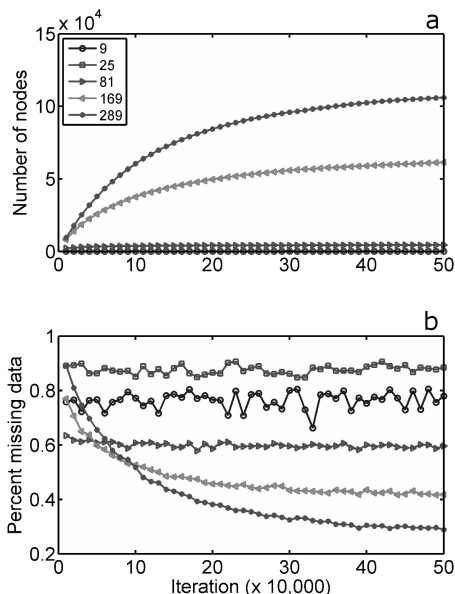 x 10⁴
a
15
10
5
0
Number of nodes
9
25
81
169
289
0 10 20 30 40 50
b
1
0.8
0.6
0.4
0.2
Percent missing data
0 10 20 30 40 50
Iteration (x 10,000)